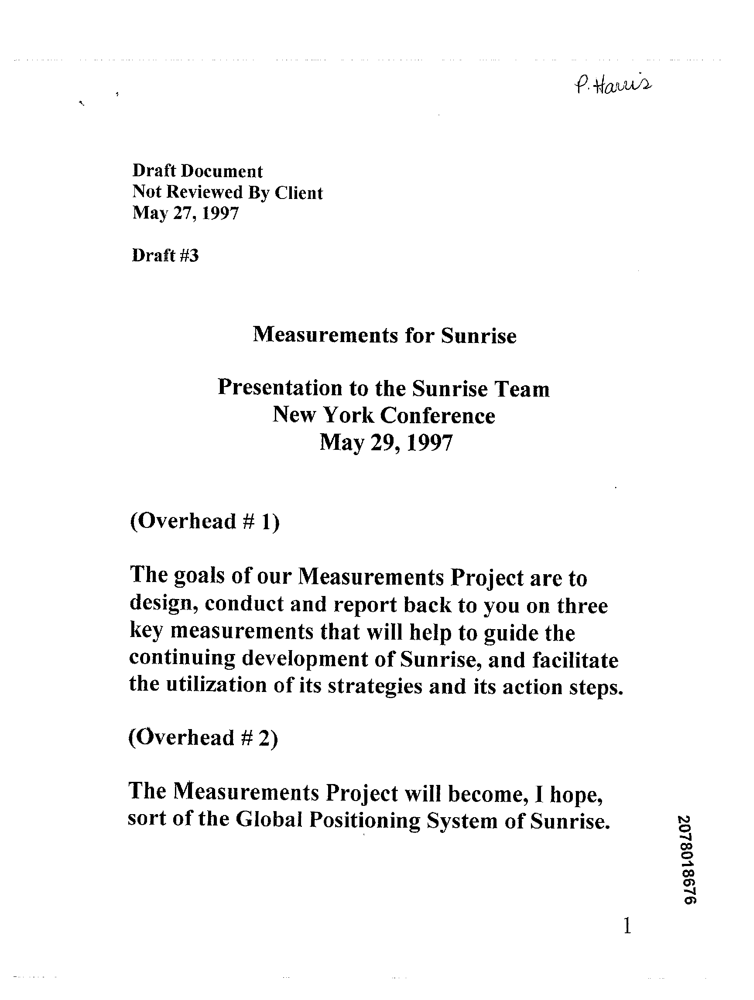 P. Harris
Draft Document
Not Reviewed By Client
May 27, 1997
Draft #3
Measurements for Sunrise
Presentation to the Sunrise Team
New York Conference
May 29, 1997
(Overhead # 1)
The goals of our Measurements Project are to
design, conduct and report back to you on three
key measurements that will help to guide the
continuing development of Sunrise, and facilitate
the utilization of its strategies and its action steps.
(Overhead # 2)
The Measurements Project will become, I hope,
sort of the Global Positioning System of Sunrise.
2078018676
1